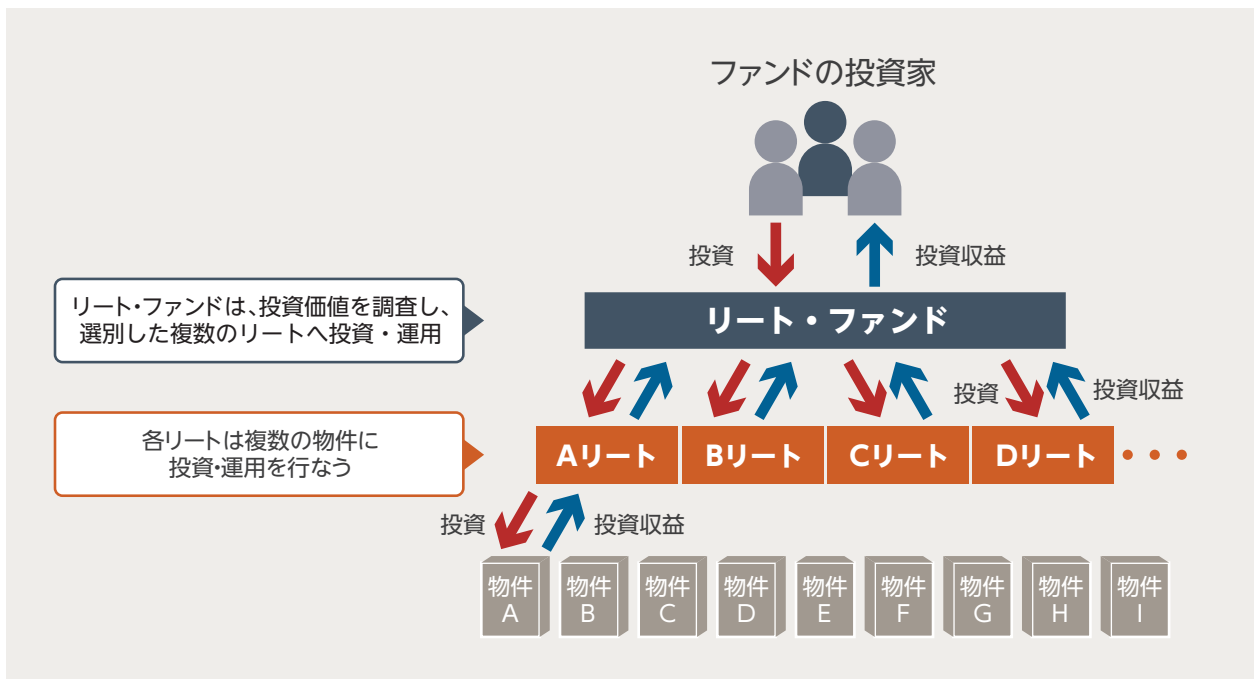 ファンドの投資家
投資
投資収益
リート・ファンドは、投資価値を調査し、
選別した複数のリートへ投資・運用
リート・ファンド
投資
投資収益
各リートは複数の物件に
投資・運用を行なう
Aリート
Bリート
Cリート
Dリート
・・・
投資
投資収益
物件
A
物件
B
物件
C
物件
D
物件
E
物件
F
物件
G
物件
H
物件
I